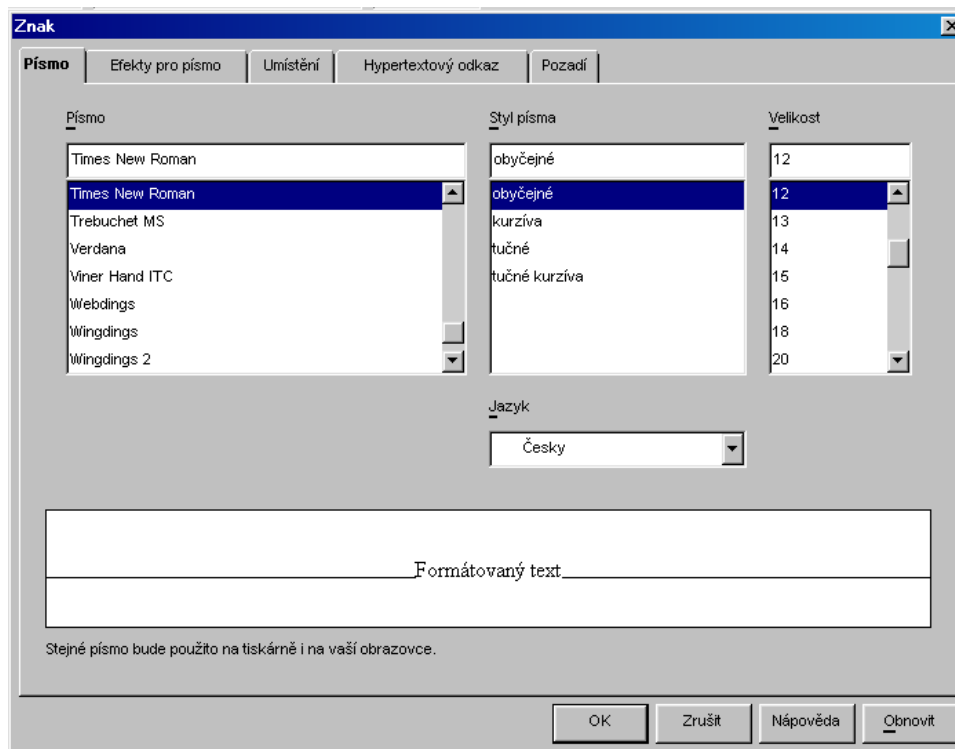 Znak
Písmo Efekty pro písmo Umístění Hypertextový odkaz Pozadí
Písmo Styl písma Velikost
Times New Roman obyčejné 12
Times New Roman obyčejné 12
Trebuchet MS kurzíva 13
Verdana tučné 14
Viner Hand ITC tučné kurzíva 15
Webdings 16
Wingdings 18
Wingdings 2 20
Jazyk
Česky
Formátovaný text
Stejné písmo bude použito na tiskárně i na vaší obrazovce.
OK Zrušit Nápověda Obnovit